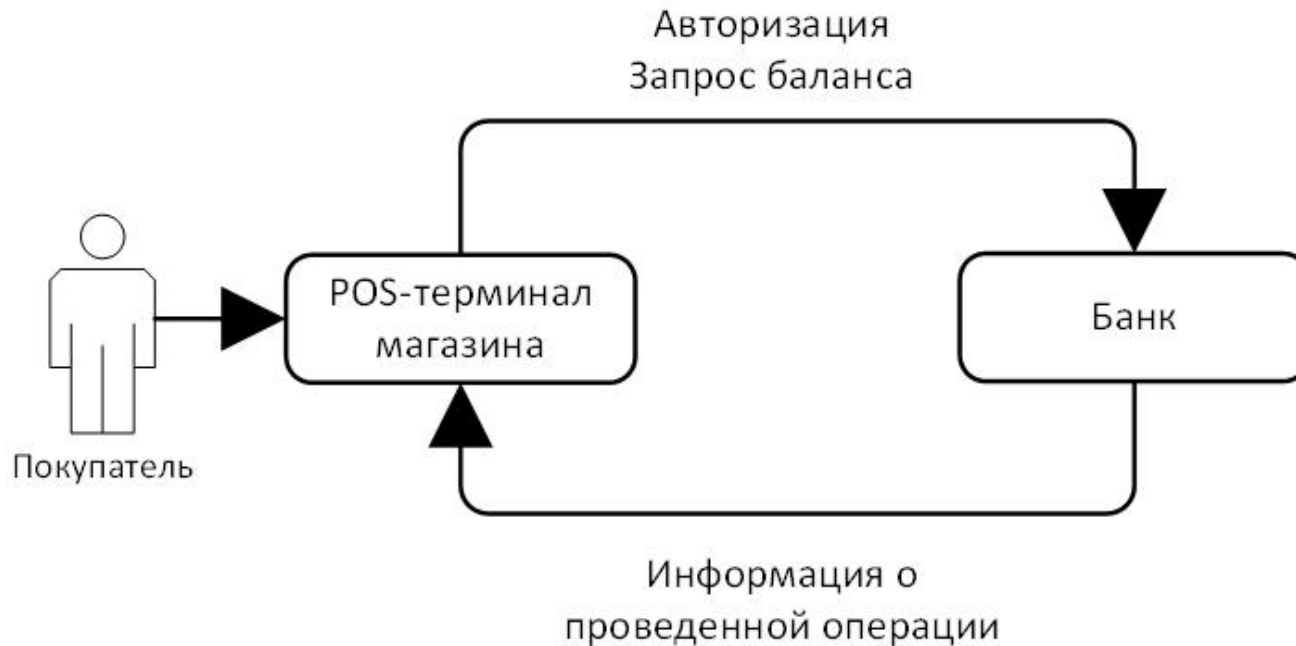 Авторизация
Запрос баланса
POS-терминал
магазина
Банк
Покупатель
Информация о
проведенной операции